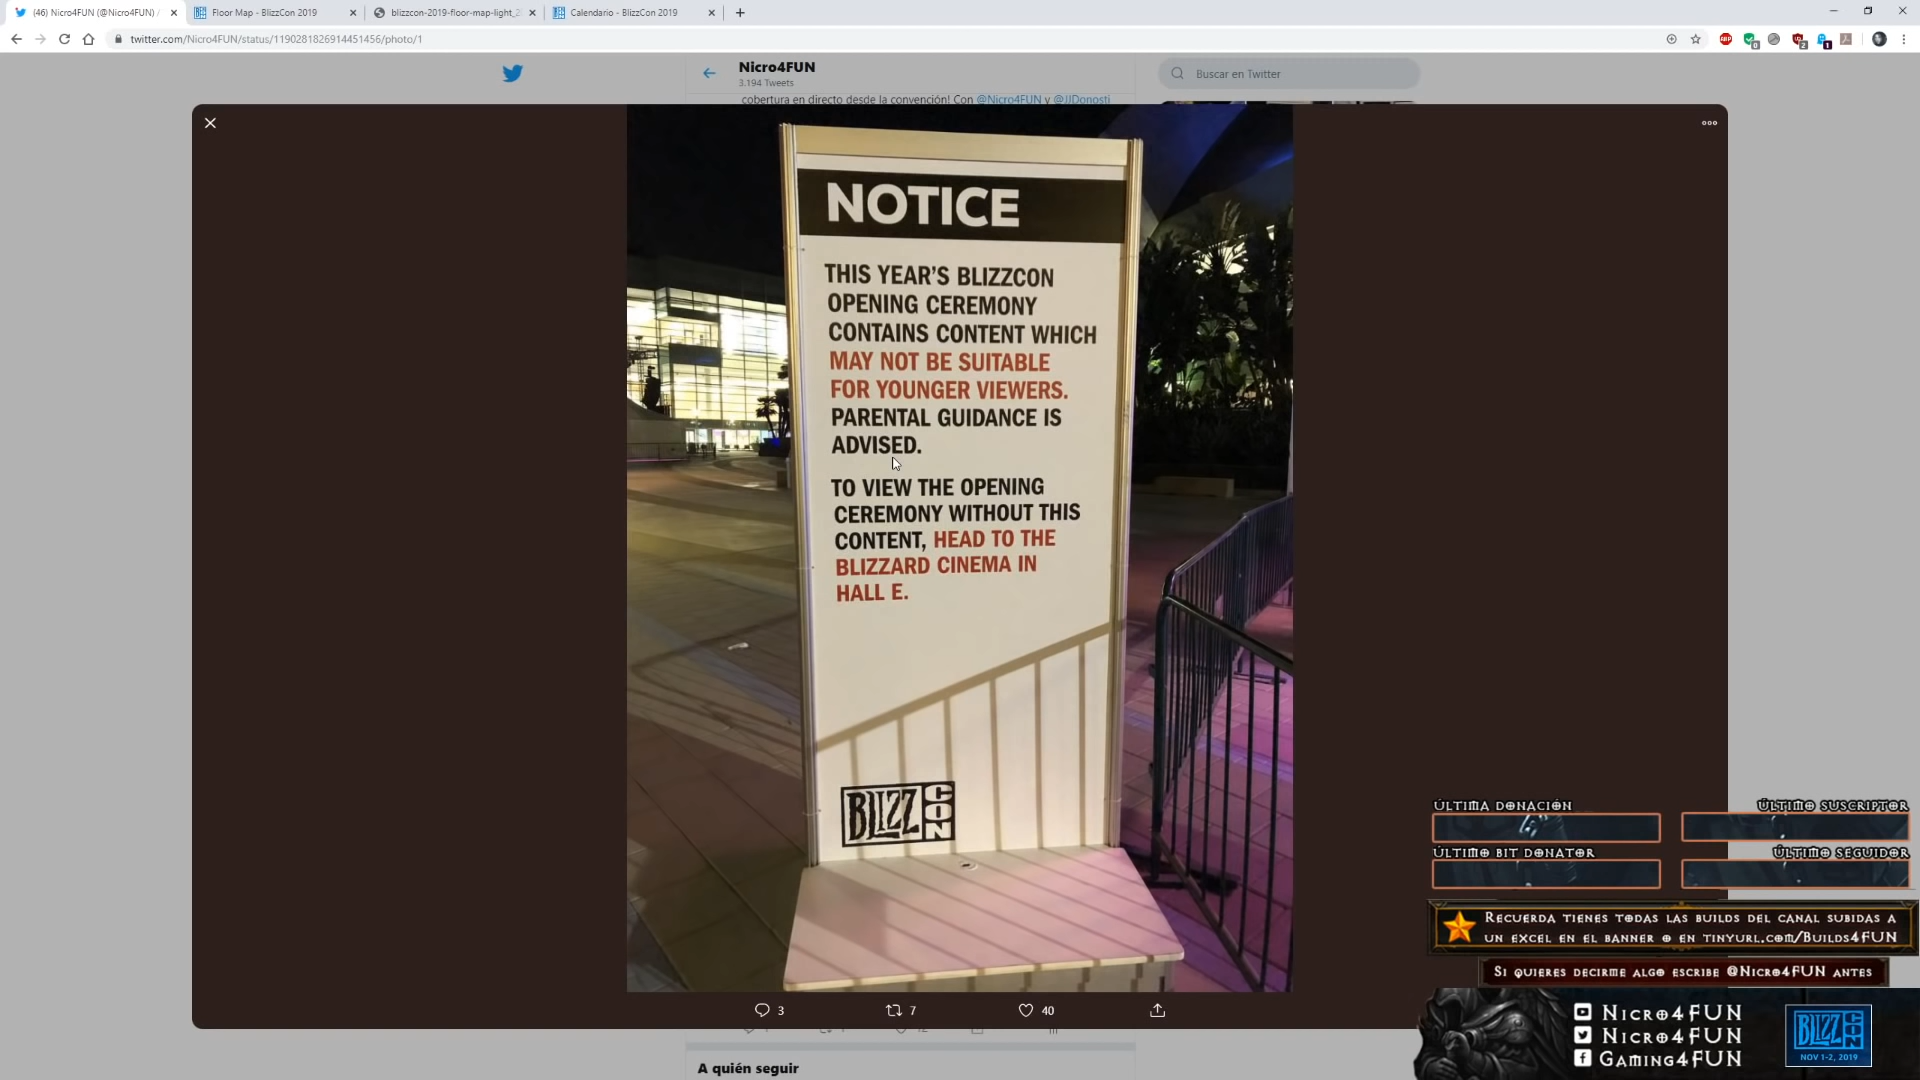 (46) Nicro4FUN (@Nicro4FUN) /
Floor Map - BlizzCon 2019
blizzcon-2019-floor-map-light_2
Calendario - BlizzCon 2019
twitter.com/Nicro4FUN/status/1190281826914451456/photo/1
Nicro4FUN
3.194 Tweets
Buscar en Twitter
cobertura en directo desde la convención! Con @Nicro4FUN y @JJDonosti
NOTICE
THIS YEAR'S BLIZZCON
OPENING CEREMONY
CONTAINS CONTENT WHICH
MAY NOT BE SUITABLE
FOR YOUNGER VIEWERS.
PARENTAL GUIDANCE IS
ADVISED.
TO VIEW THE OPENING
CEREMONY WITHOUT THIS
CONTENT, HEAD TO THE
BLIZZARD CINEMA IN
HALL E.
BLIZZ CON
3
7
40
A quién seguir
ÚLTIMA DONACIÓN
ÚLTIMO SUSCRIPTOR
ÚLTIMO BIT DONATOR
ÚLTIMO SEGUIDOR
RECUERDA TIENES TODAS LAS BUILDS DEL CANAL SUBIDAS A
UN EXCEL EN EL BANNER O EN TINYURL.COM/BUILDS4FUN
SI QUIERES DECIRME ALGO ESCRIBE @NICRO4FUN ANTES
NICRO4FUN
NICRO4FUN
GAMING4FUN
BLIZZ CON
NOV 1-2, 2019